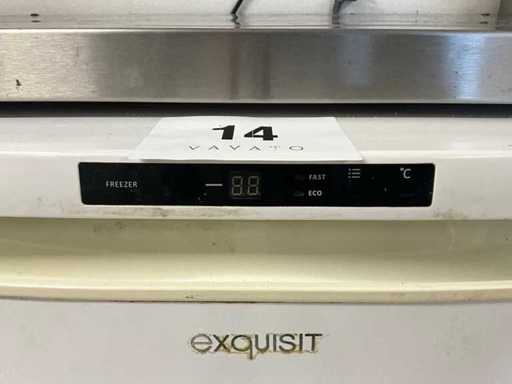 14
VAVATO
FREEZER
-88
FAST
ECO
°C
exquisit